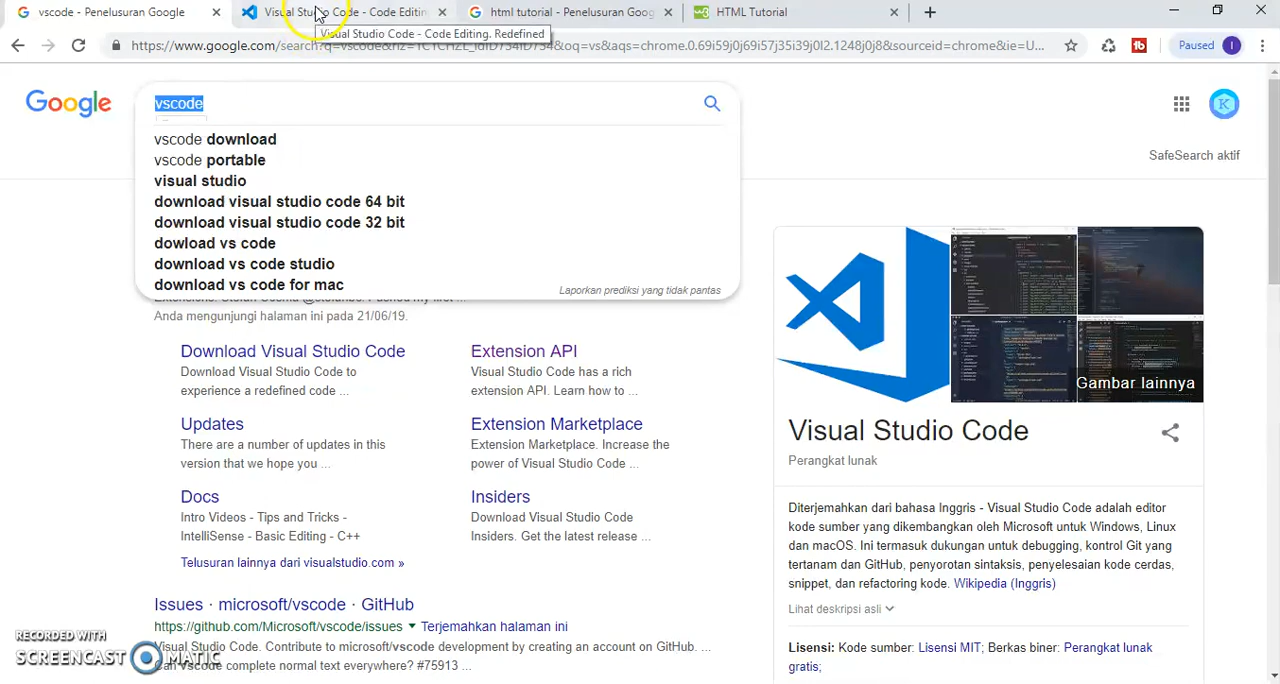 vscode - Penelusuran Google
Visual Studio Code - Code Editin
html tutorial - Penelusuran Goog
HTML Tutorial
Visual Studio Code - Code Editing. Redefined
Paused
I
Google
vscode
K
vscode download
vscode portable
visual studio
download visual studio code 64 bit
download visual studio code 32 bit
dowload vs code
download vs code studio
download vs code for mac
Laporkan prediksi yang tidak pantas
SafeSearch aktif
Anda mengunjungi halaman ini pada 21/06/19.
Download Visual Studio Code
Download Visual Studio Code to
experience a redefined code ...
Extension API
Visual Studio Code has a rich
extension API. Learn how to ...
Updates
There are a number of updates in this
version that we hope you ...
Extension Marketplace
Extension Marketplace. Increase the
power of Visual Studio Code ...
Docs
Intro Videos - Tips and Tricks -
IntelliSense - Basic Editing - C++
Insiders
Download Visual Studio Code
Insiders. Get the latest release ...
Telusuran lainnya dari visualstudio.com »
Issues · microsoft/vscode · GitHub
https://github.com/Microsoft/vscode/issues Terjemahkan halaman ini
Visual Studio Code. Contribute to microsoft/vscode development by creating an account on GitHub. ...
Can vscode complete normal text everywhere? #75913 ...
Gambar lainnya
Visual Studio Code
Perangkat lunak
Diterjemahkan dari bahasa Inggris - Visual Studio Code adalah editor
kode sumber yang dikembangkan oleh Microsoft untuk Windows, Linux
dan macOS. Ini termasuk dukungan untuk debugging, kontrol Git yang
tertanam dan GitHub, penyorotan sintaksis, penyelesaian kode cerdas,
snippet, dan refactoring kode. Wikipedia (Inggris)
Lihat deskripsi asli
Lisensi: Kode sumber: Lisensi MIT; Berkas biner: Perangkat lunak
gratis;
RECORDED WITH
SCREENCAST MATIC